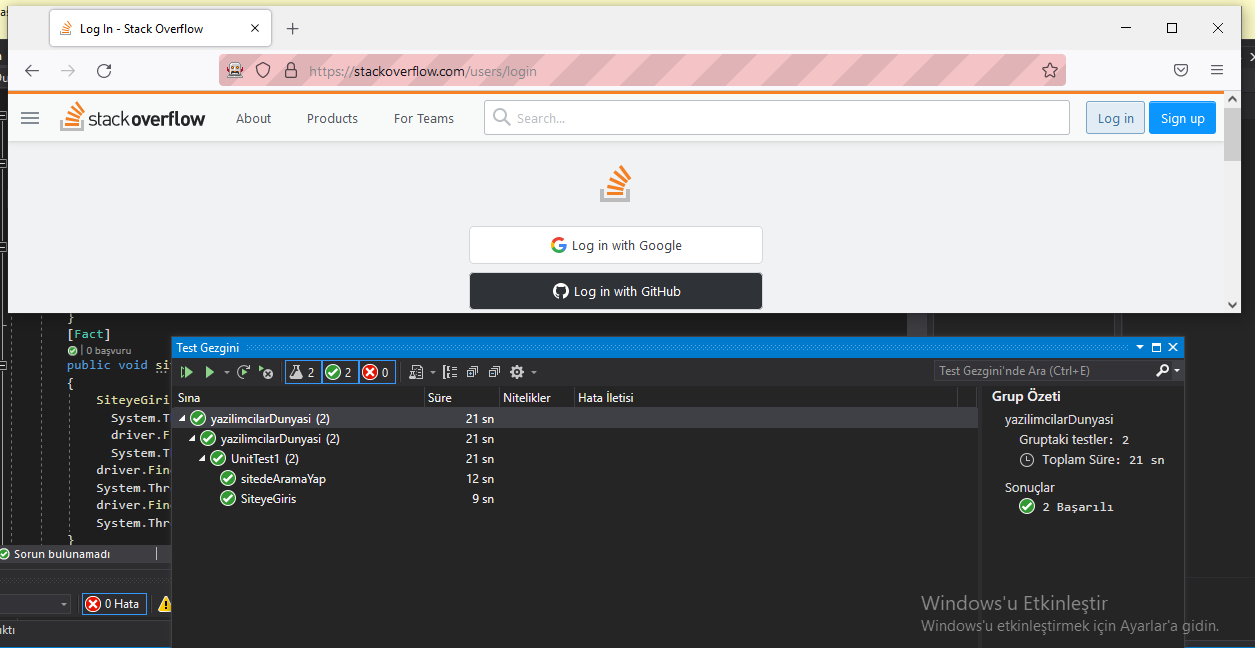 Log In - Stack Overflow
https://stackoverflow.com/users/login
stackoverflow About Products For Teams Search... Log in Sign up
Log in with Google
Log in with GitHub
}
[Fact]
0 başvuru
public void si
{
SiteyeGiri
System.T
driver.F
System.T
driver.Fin
System.Thr
driver.Fin
System.Thr
}
Sorun bulunamadı
0 Hata
ktı
Test Gezgini
2 2 0
Test Gezgini'nde Ara (Ctrl+E)
Sına Süre Nitelikler Hata İletisi
yazilimcilarDunyasi (2) 21 sn
yazilimcilarDunyasi (2) 21 sn
UnitTest1 (2) 21 sn
sitedeAramaYap 12 sn
SiteyeGiris 9 sn
Grup Özeti
yazilimcilarDunyasi
Gruptaki testler: 2
Toplam Süre: 21 sn
Sonuçlar
2 Başarılı
Windows'u Etkinleştir
Windows'u etkinleştirmek için Ayarlar'a gidin.